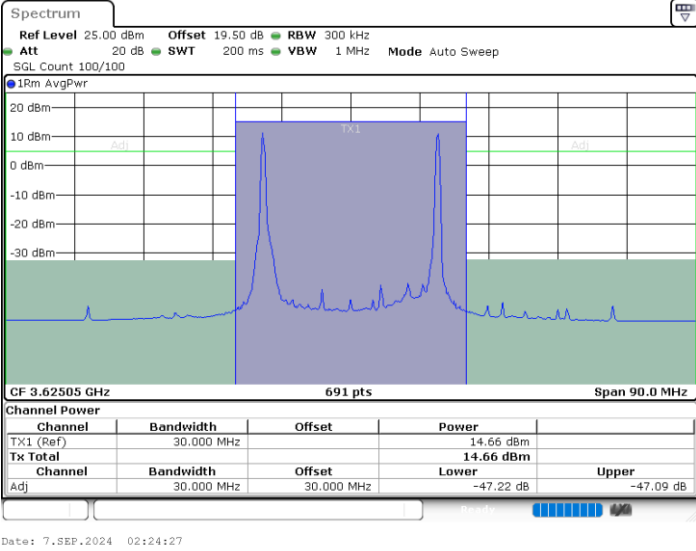 Spectrum
Ref Level 25.00 dBm Offset 19.50 dB RBW 300 kHz
Att 20 dB SWT 200 ms VBW 1 MHz Mode Auto Sweep
SGL Count 100/100
1Rm AvgPwr
20 dBm
TX1
10 dBm
Adj Adj
0 dBm
-10 dBm
-20 dBm
-30 dBm
CF 3.62505 GHz 691 pts Span 90.0 MHz
Channel Power
Channel Bandwidth Offset Power
TX1 (Ref) 30.000 MHz 14.66 dBm
Tx Total 14.66 dBm
Channel Bandwidth Offset Lower Upper
Adj 30.000 MHz 30.000 MHz -47.22 dB -47.09 dB
Ready
Date: 7.SEP.2024 02:24:27